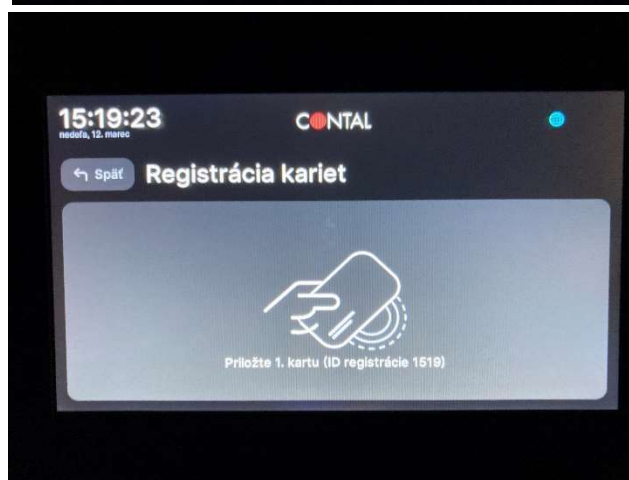 15:19:23
nedeľa, 12. marec
CONTAL
Späť
Registrácia kariet
Priložte 1. kartu (ID registrácie 1519)